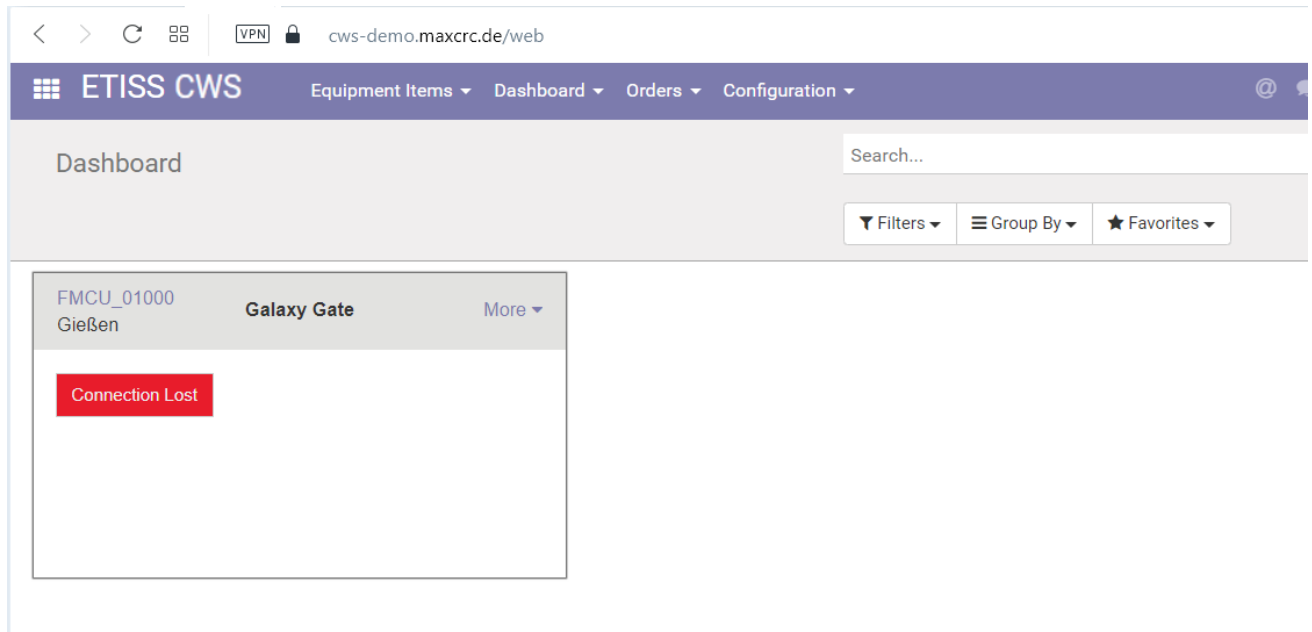 VPN cws-demo.maxcrc.de/web
ETISS CWS Equipment Items Dashboard Orders Configuration @
Dashboard
Search...
Filters Group By Favorites
FMCU_01000
Gießen
Galaxy Gate
More
Connection Lost